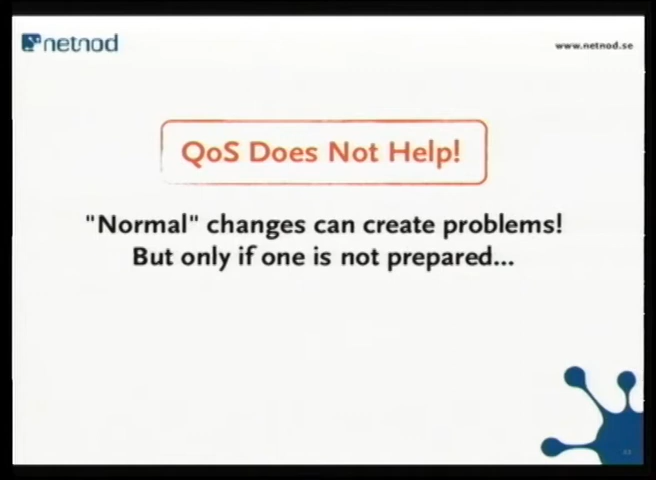 netnod
www.netnod.se
QoS Does Not Help!
"Normal" changes can create problems!
But only if one is not prepared...